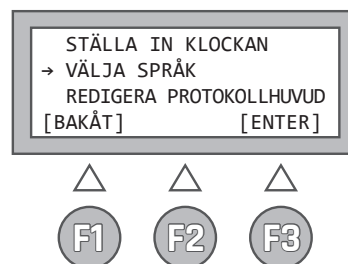 STÄLLA IN KLOCKAN
→ VÄLJA SPRÅK
REDIGERA PROTOKOLLHUVUD
[BAKÅT] [ENTER]
F1 F2 F3